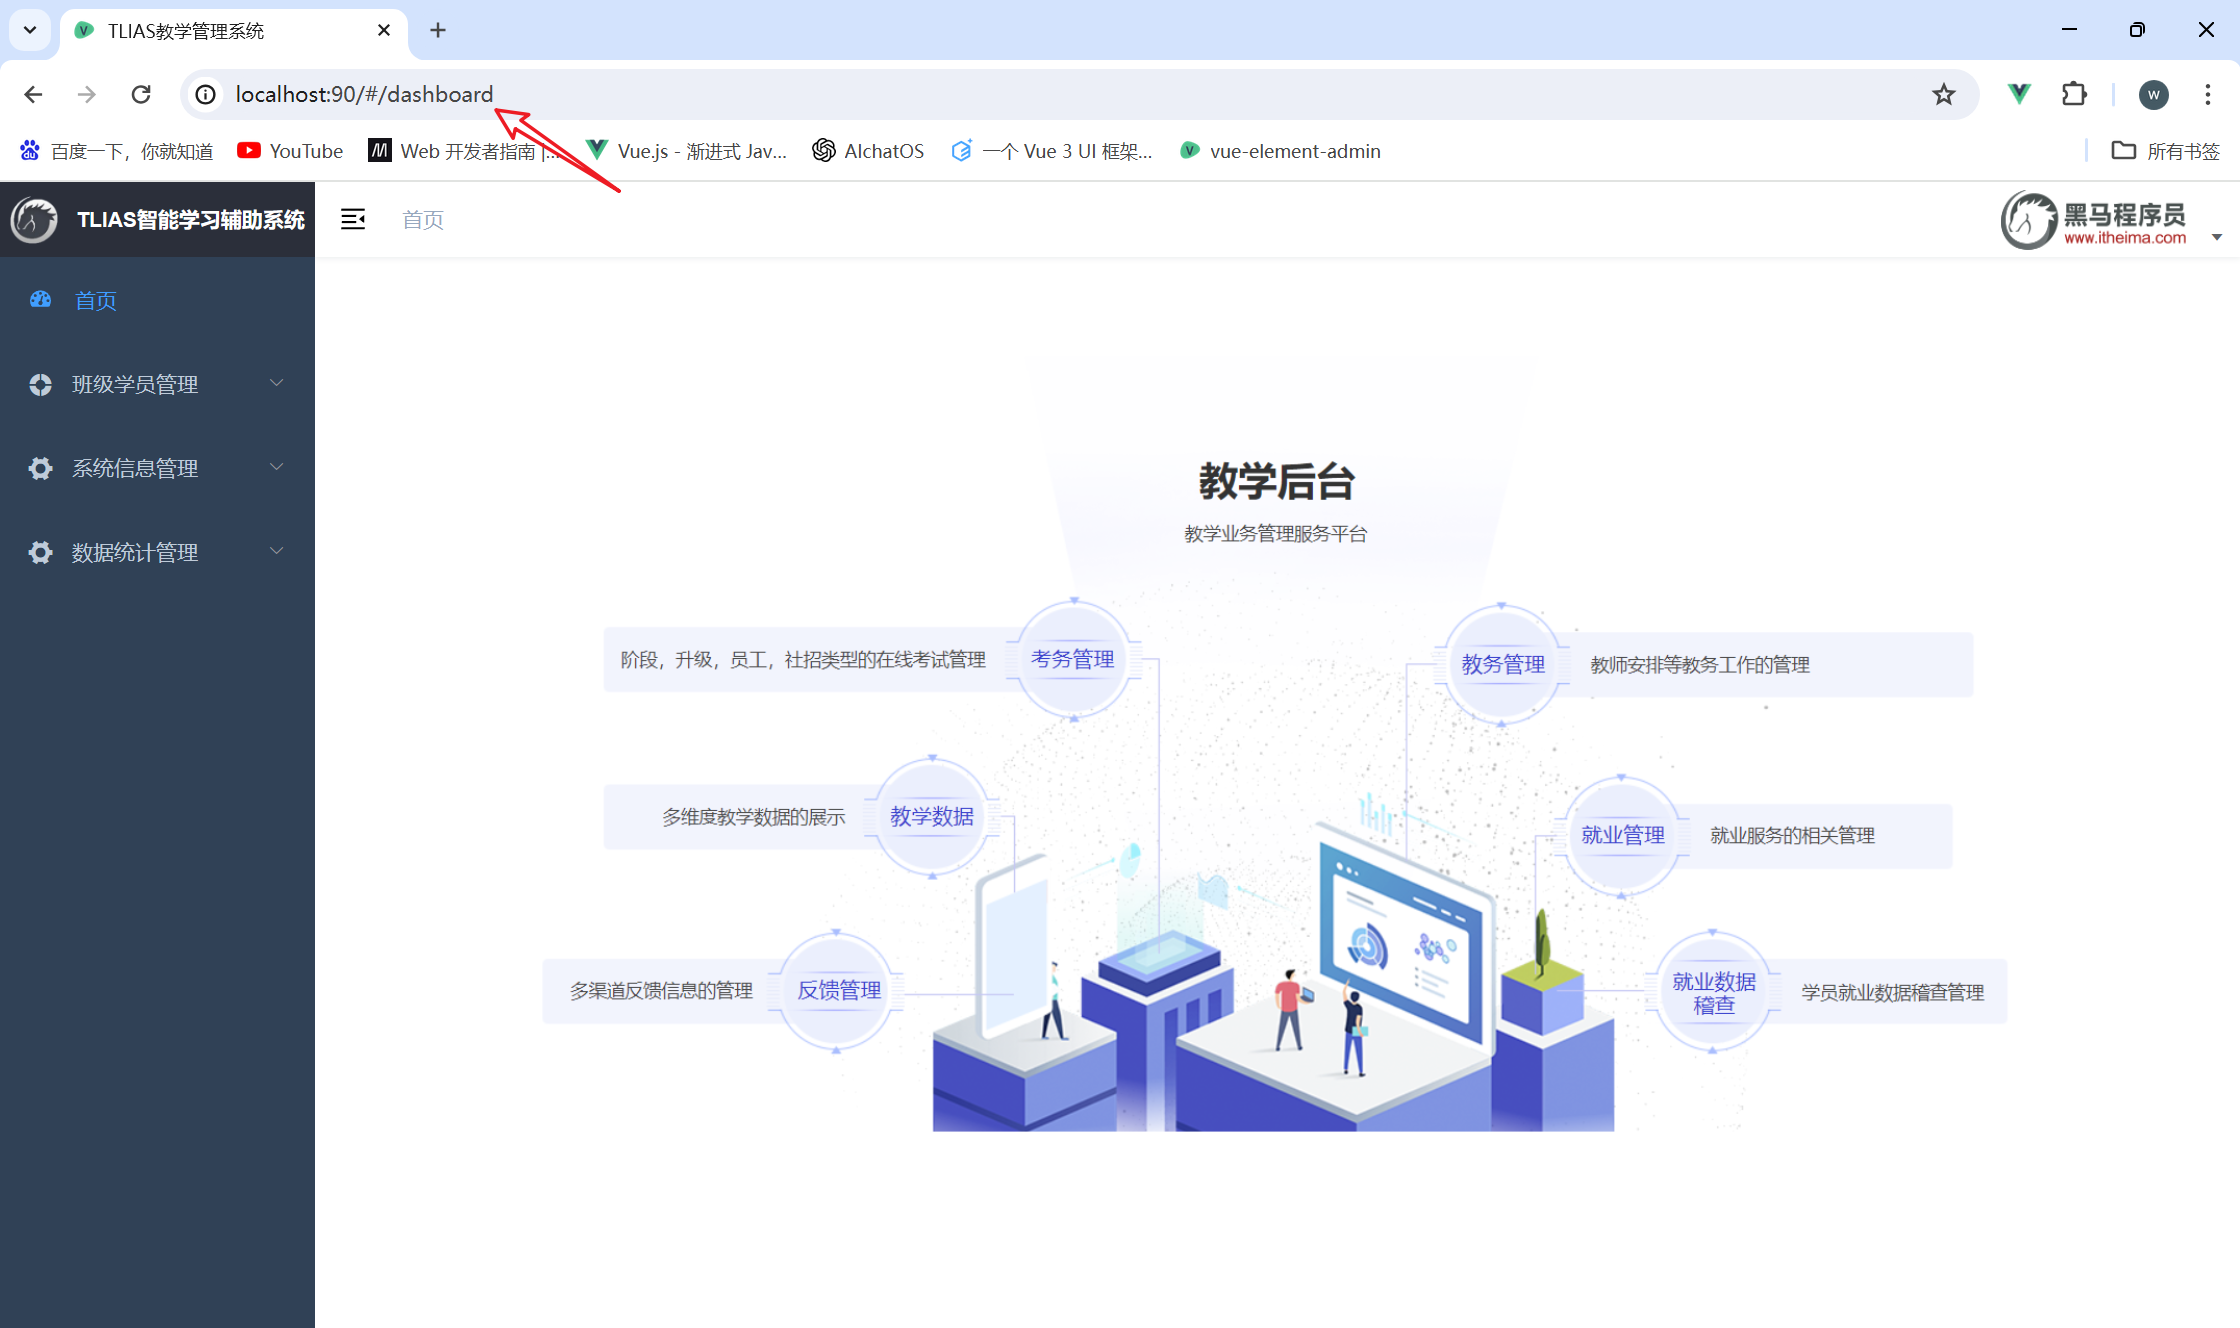 TLIAS教学管理系统
localhost:90/#/dashboard
W
百度一下，你就知道
YouTube
Web 开发者指南 |...
Vue.js - 渐进式 Jav...
AIchatOS
一个 Vue 3 UI 框架...
vue-element-admin
所有书签
TLIAS智能学习辅助系统
首页
黑马程序员
www.itheima.com
首页
班级学员管理
系统信息管理
数据统计管理
教学后台
教学业务管理服务平台
阶段，升级，员工，社招类型的在线考试管理
考务管理
教务管理
教师安排等教务工作的管理
多维度教学数据的展示
教学数据
就业管理
就业服务的相关管理
多渠道反馈信息的管理
反馈管理
就业数据
稽查
学员就业数据稽查管理